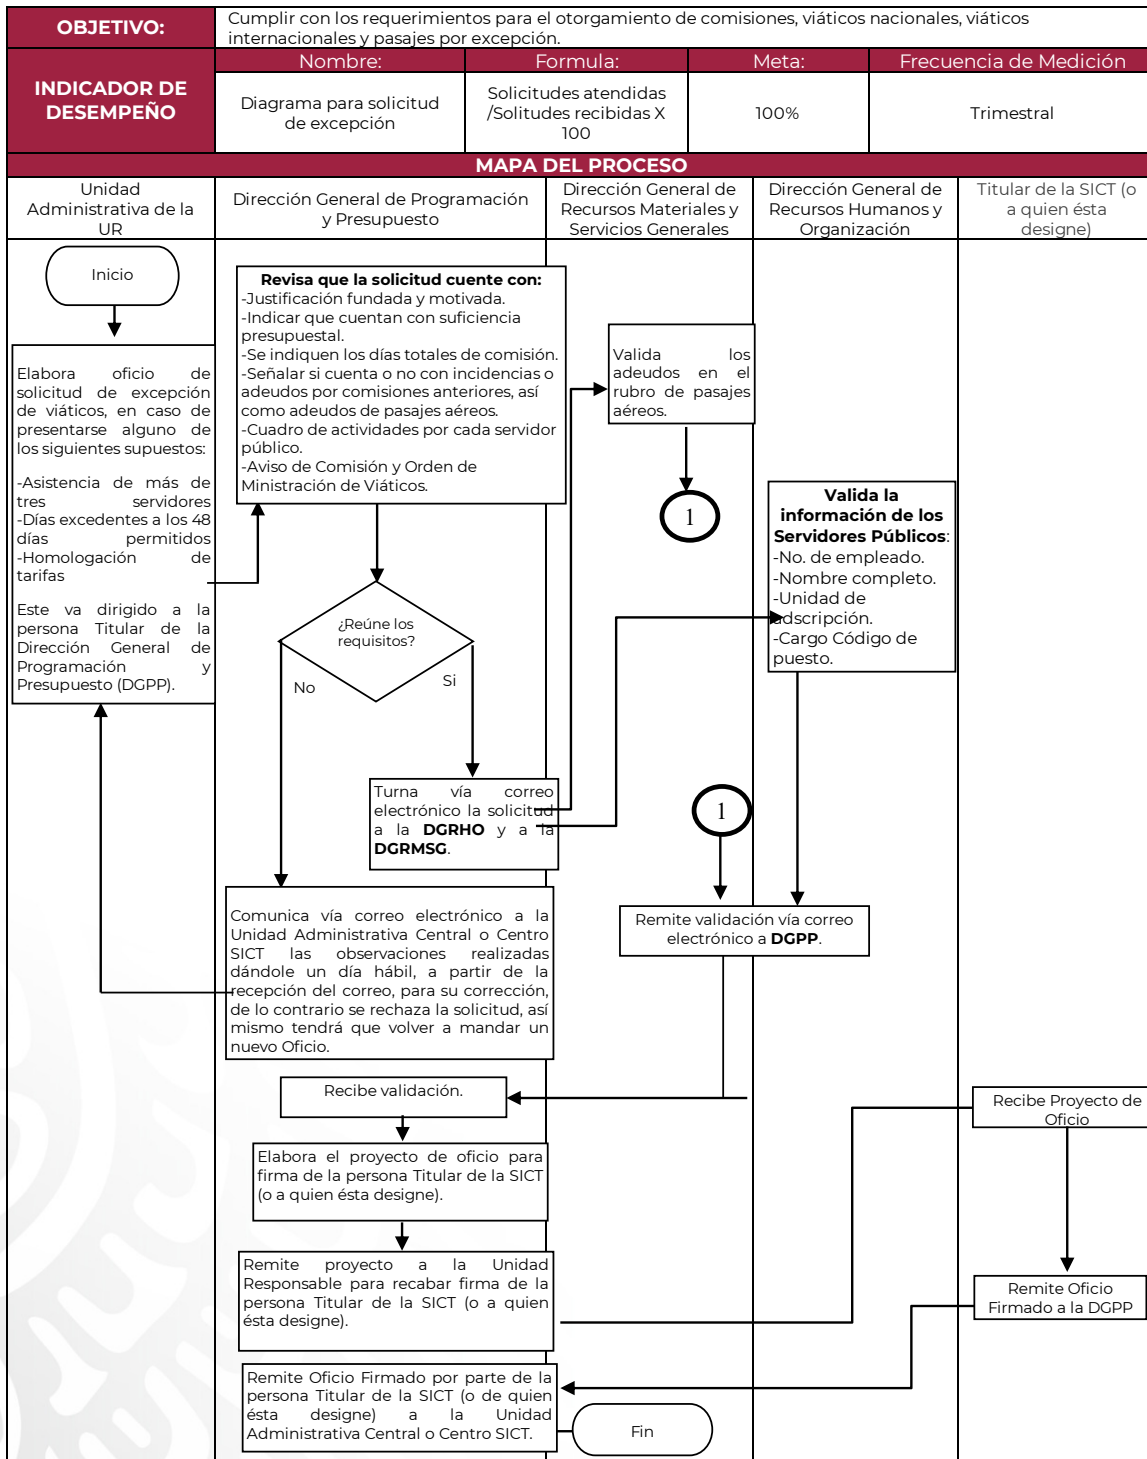 OBJETIVO:
Cumplir con los requerimientos para el otorgamiento de comisiones, viáticos nacionales, viáticos
internacionales y pasajes por excepción.
INDICADOR DE
DESEMPEÑO
Nombre:
Formula:
Meta:
Frecuencia de Medición
Diagrama para solicitud
de excepción
Solicitudes atendidas
/Solitudes recibidas X
100
100%
Trimestral
MAPA DEL PROCESO
Unidad
Administrativa de la
UR
Dirección General de Programación
y Presupuesto
Dirección General de
Recursos Materiales y
Servicios Generales
Dirección General de
Recursos Humanos y
Organización
Titular de la SICT (o
a quien ésta
designe)
Inicio
Elabora oficio de
solicitud de excepción
de viáticos, en caso de
presentarse alguno de
los siguientes supuestos:
-Asistencia de más de
tres servidores
-Días excedentes a los 48
días permitidos
-Homologación de
tarifas
Este va dirigido a la
persona Titular de la
Dirección General de
Programación y
Presupuesto (DGPP).
Revisa que la solicitud cuente con:
-Justificación fundada y motivada.
-Indicar que cuentan con suficiencia
presupuestal.
-Se indiquen los días totales de comisión.
-Señalar si cuenta o no con incidencias o
adeudos por comisiones anteriores, así
como adeudos de pasajes aéreos.
-Cuadro de actividades por cada servidor
público.
-Aviso de Comisión y Orden de
Ministración de Viáticos.
Valida los
adeudos en el
rubro de pasajes
aéreos.
1
Valida la
información de los
Servidores Públicos:
-No. de empleado.
-Nombre completo.
-Unidad de
adscripción.
-Cargo Código de
puesto.
¿Reúne los
requisitos?
No
Si
Turna vía correo
electrónico la solicitud
a la DGRHO y a la
DGRMSG.
1
Comunica vía correo electrónico a la
Unidad Administrativa Central o Centro
SICT las observaciones realizadas
dándole un día hábil, a partir de la
recepción del correo, para su corrección,
de lo contrario se rechaza la solicitud, así
mismo tendrá que volver a mandar un
nuevo Oficio.
Remite validación vía correo
electrónico a DGPP.
Recibe validación.
Elabora el proyecto de oficio para
firma de la persona Titular de la SICT
(o a quien ésta designe).
Remite proyecto a la Unidad
Responsable para recabar firma de la
persona Titular de la SICT (o a quien
ésta designe).
Recibe Proyecto de
Oficio
Remite Oficio
Firmado a la DGPP
Remite Oficio Firmado por parte de la
persona Titular de la SICT (o de quien
ésta designe) a la Unidad
Administrativa Central o Centro SICT.
Fin